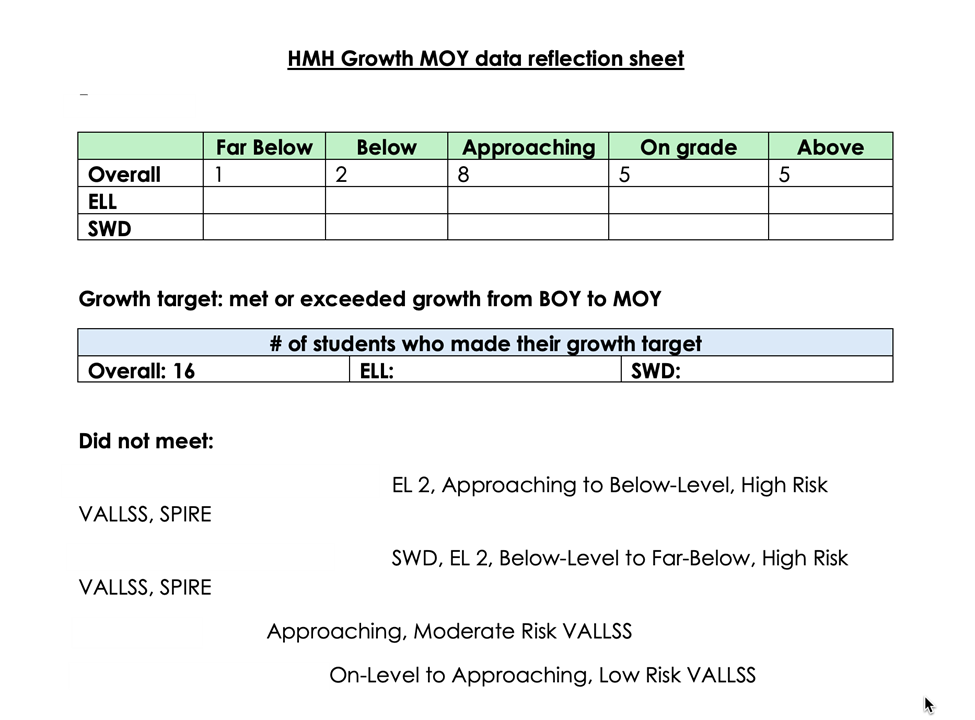 HMH Growth MOY data reflection sheet
_
Far Below Below Approaching On grade Above
Overall 1 2 8 5 5
ELL
SWD
Growth target: met or exceeded growth from BOY to MOY
# of students who made their growth target
Overall: 16 ELL: SWD:
Did not meet:
EL 2, Approaching to Below-Level, High Risk
VALLSS, SPIRE
SWD, EL 2, Below-Level to Far-Below, High Risk
VALLSS, SPIRE
Approaching, Moderate Risk VALLSS
On-Level to Approaching, Low Risk VALLSS